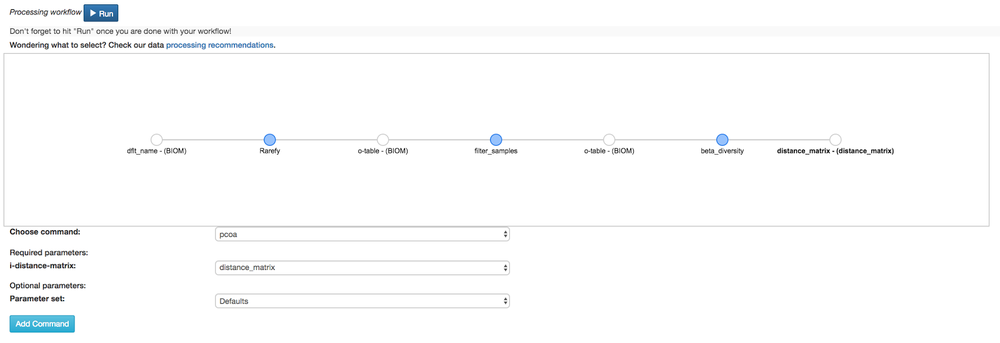 Processing workflow Run
Don't forget to hit "Run" once you are done with your workflow!
Wondering what to select? Check our data processing recommendations.
dflt_name - (BIOM) Rarefy o-table - (BIOM) filter_samples o-table - (BIOM) beta_diversity distance_matrix - (distance_matrix)
Choose command: pcoa
Required parameters:
i-distance-matrix: distance_matrix
Optional parameters:
Parameter set: Defaults
Add Command